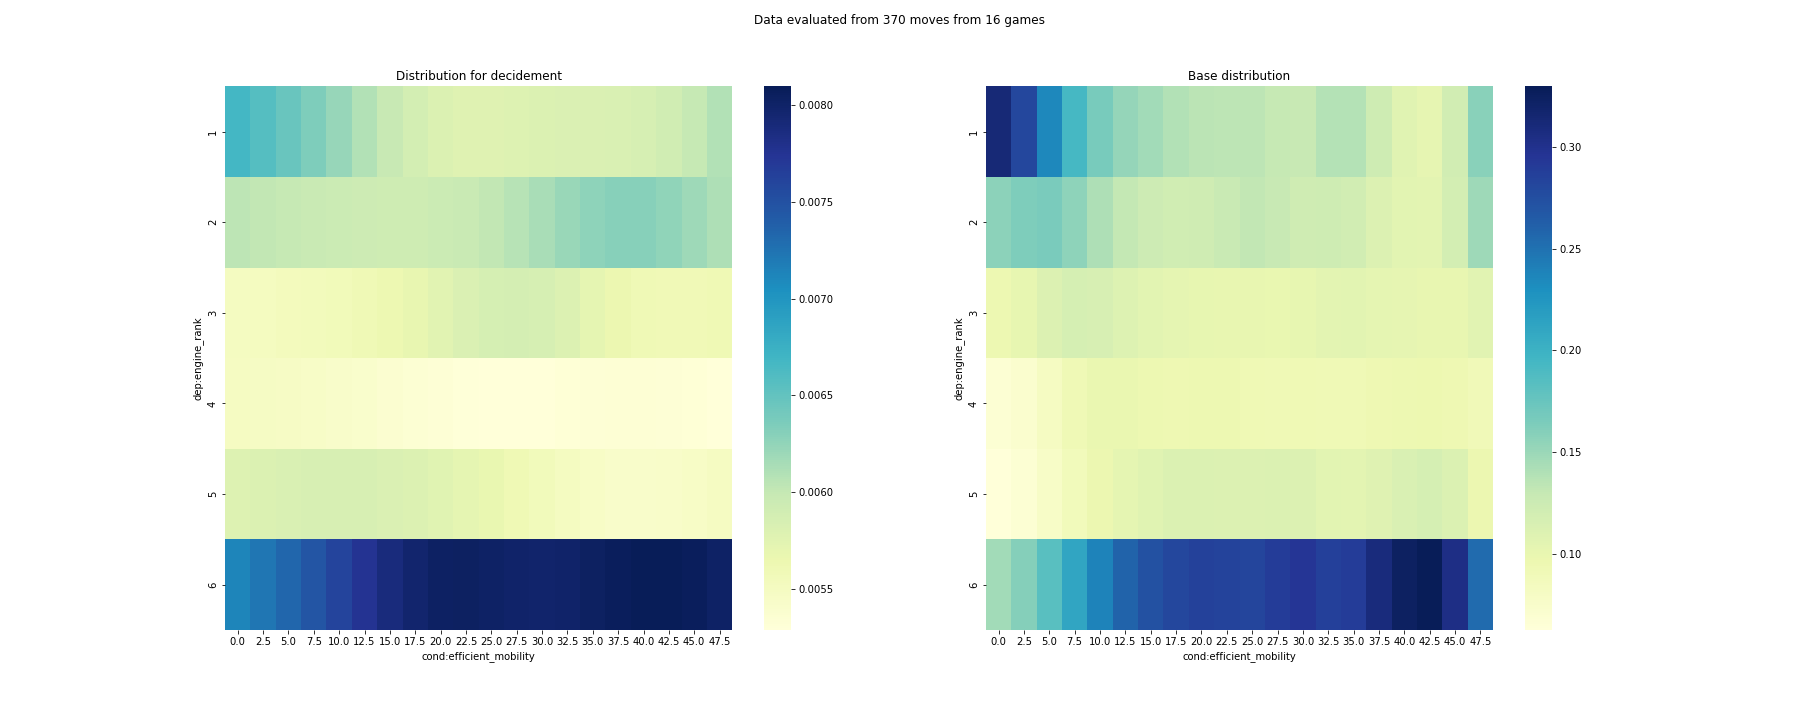 Data evaluated from 370 moves from 16 games
Distribution for decidement
1
2
3
4
5
6
dep:engine_rank
0.0 2.5 5.0 7.5 10.0 12.5 15.0 17.5 20.0 22.5 25.0 27.5 30.0 32.5 35.0 37.5 40.0 42.5 45.0 47.5
cond:efficient_mobility
0.0080
0.0075
0.0070
0.0065
0.0060
0.0055
Base distribution
1
2
3
4
5
6
dep:engine_rank
0.0 2.5 5.0 7.5 10.0 12.5 15.0 17.5 20.0 22.5 25.0 27.5 30.0 32.5 35.0 37.5 40.0 42.5 45.0 47.5
cond:efficient_mobility
0.30
0.25
0.20
0.15
0.10